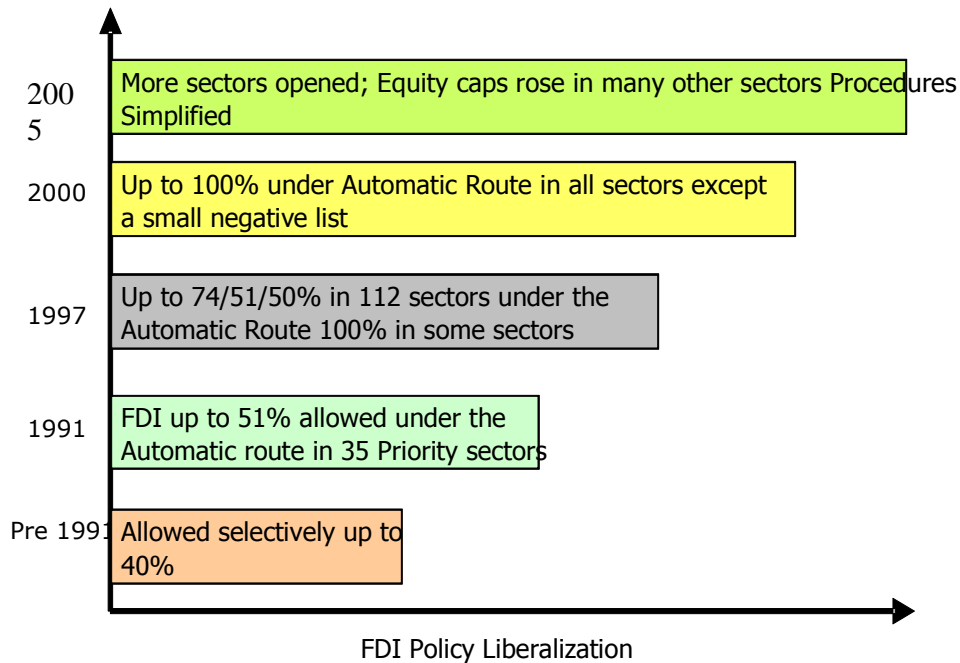 200
5
More sectors opened; Equity caps rose in many other sectors Procedures
Simplified
2000
Up to 100% under Automatic Route in all sectors except
a small negative list
1997
Up to 74/51/50% in 112 sectors under the
Automatic Route 100% in some sectors
1991
FDI up to 51% allowed under the
Automatic route in 35 Priority sectors
Pre 1991
Allowed selectively up to
40%
FDI Policy Liberalization